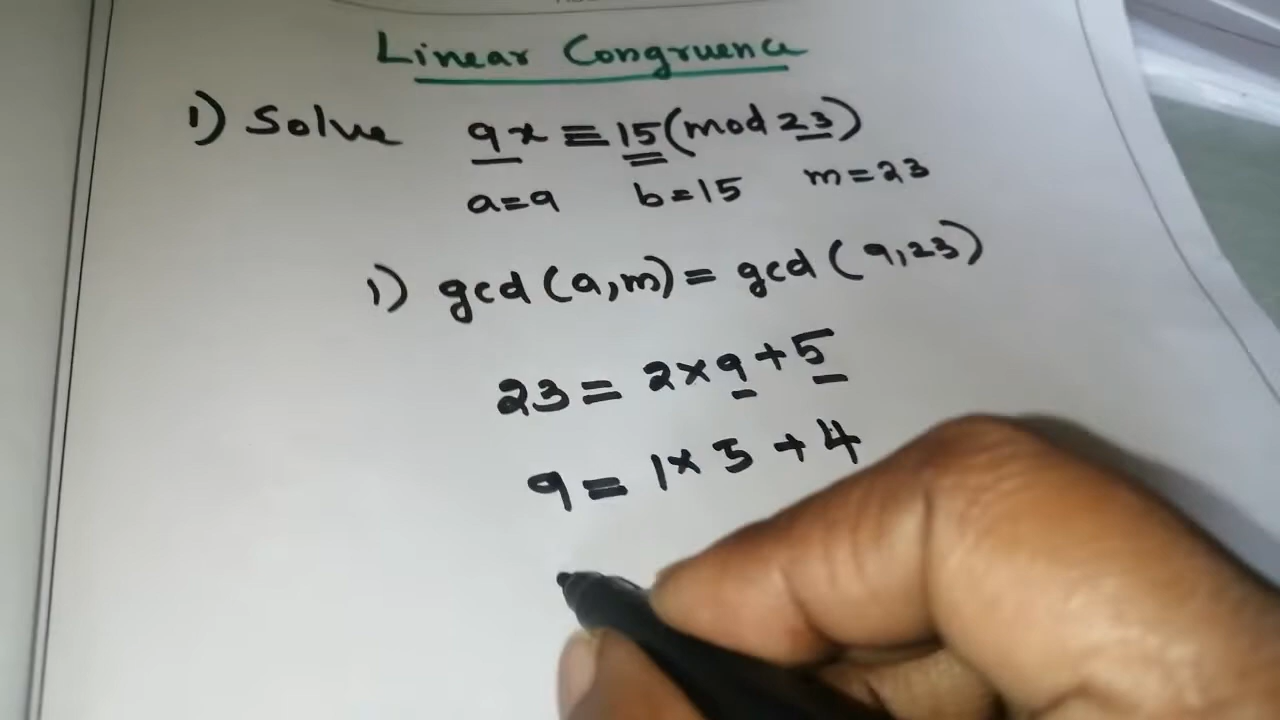 Linear Congruence
1) Solve 9x ≡ 15(mod 23)
a=9 b=15 m=23
1) gcd(a,m) = gcd(9,23)
23 = 2×9+5
9 = 1×5+4